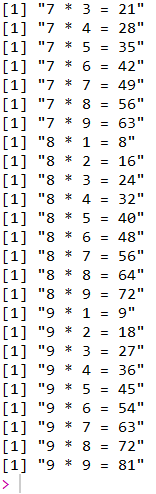 [1] "7 * 3 = 21"
[1] "7 * 4 = 28"
[1] "7 * 5 = 35"
[1] "7 * 6 = 42"
[1] "7 * 7 = 49"
[1] "7 * 8 = 56"
[1] "7 * 9 = 63"
[1] "8 * 1 = 8"
[1] "8 * 2 = 16"
[1] "8 * 3 = 24"
[1] "8 * 4 = 32"
[1] "8 * 5 = 40"
[1] "8 * 6 = 48"
[1] "8 * 7 = 56"
[1] "8 * 8 = 64"
[1] "8 * 9 = 72"
[1] "9 * 1 = 9"
[1] "9 * 2 = 18"
[1] "9 * 3 = 27"
[1] "9 * 4 = 36"
[1] "9 * 5 = 45"
[1] "9 * 6 = 54"
[1] "9 * 7 = 63"
[1] "9 * 8 = 72"
[1] "9 * 9 = 81"
>